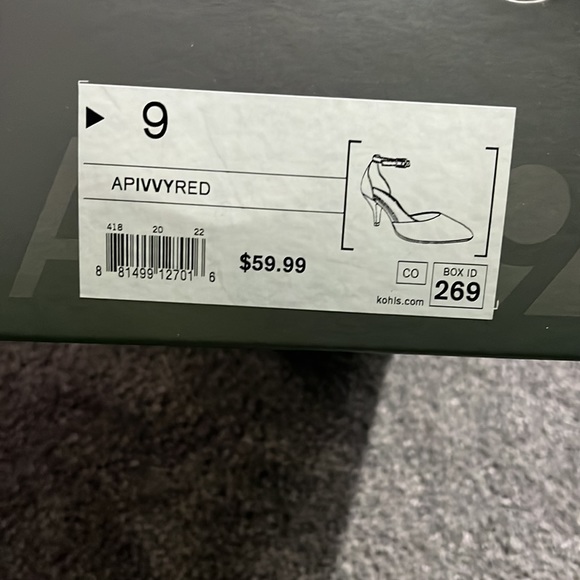 9
APIVVYRED
418 20 22
8 81499 12701 6
$59.99
CO
BOX ID
269
kohls.com